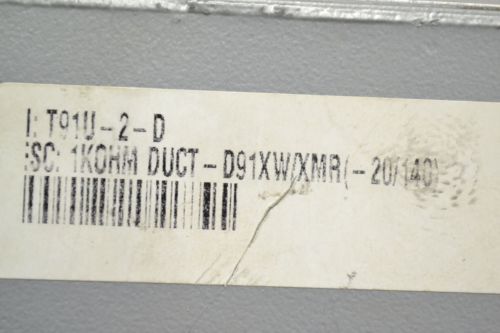 I: T91U-2-D
SC: 1KOHM DUCT-D91XW/XMR(-20/140)